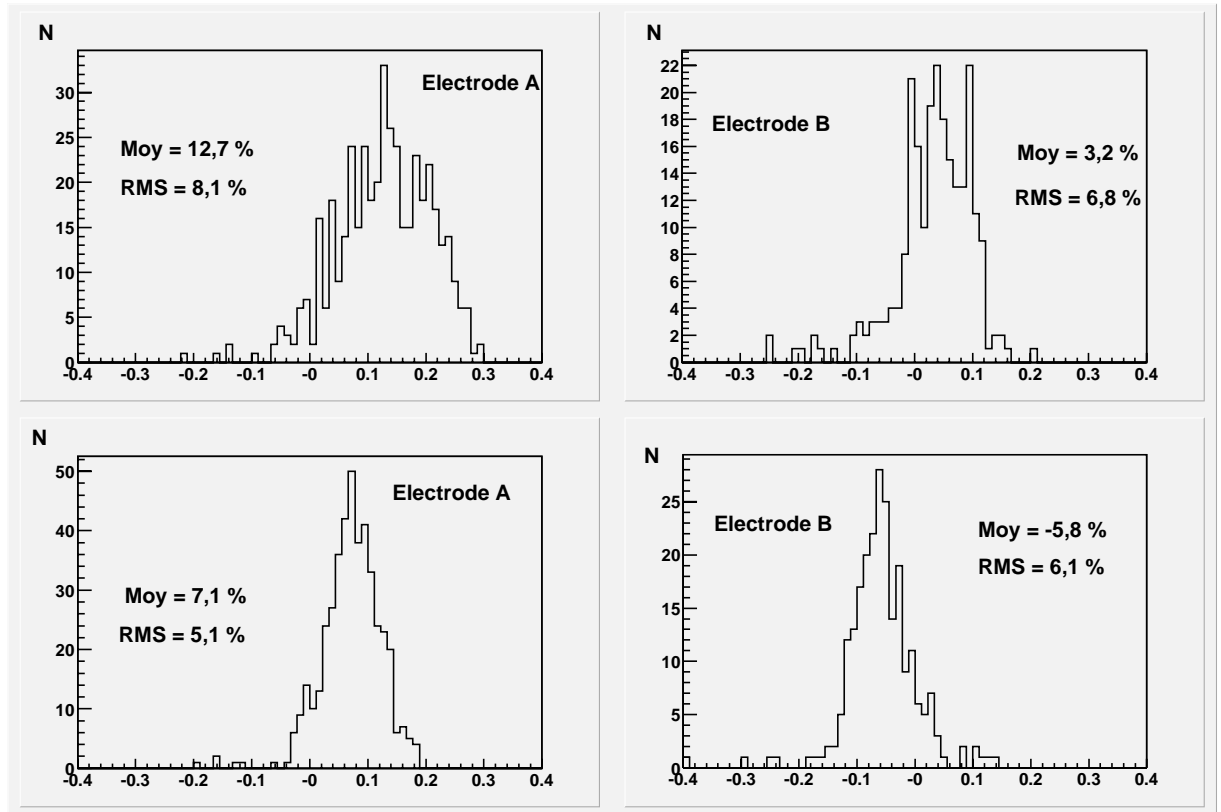 N
Electrode A
Moy = 12,7 %
RMS = 8,1 %
30
25
20
15
10
5
0
-0.4 -0.3 -0.2 -0.1 -0 0.1 0.2 0.3 0.4
N
Electrode B
Moy = 3,2 %
RMS = 6,8 %
22
20
18
16
14
12
10
8
6
4
2
0
-0.4 -0.3 -0.2 -0.1 -0 0.1 0.2 0.3 0.4
N
Electrode A
Moy = 7,1 %
RMS = 5,1 %
50
40
30
20
10
0
-0.4 -0.3 -0.2 -0.1 -0 0.1 0.2 0.3 0.4
N
Electrode B
Moy = -5,8 %
RMS = 6,1 %
25
20
15
10
5
0
-0.4 -0.3 -0.2 -0.1 -0 0.1 0.2 0.3 0.4